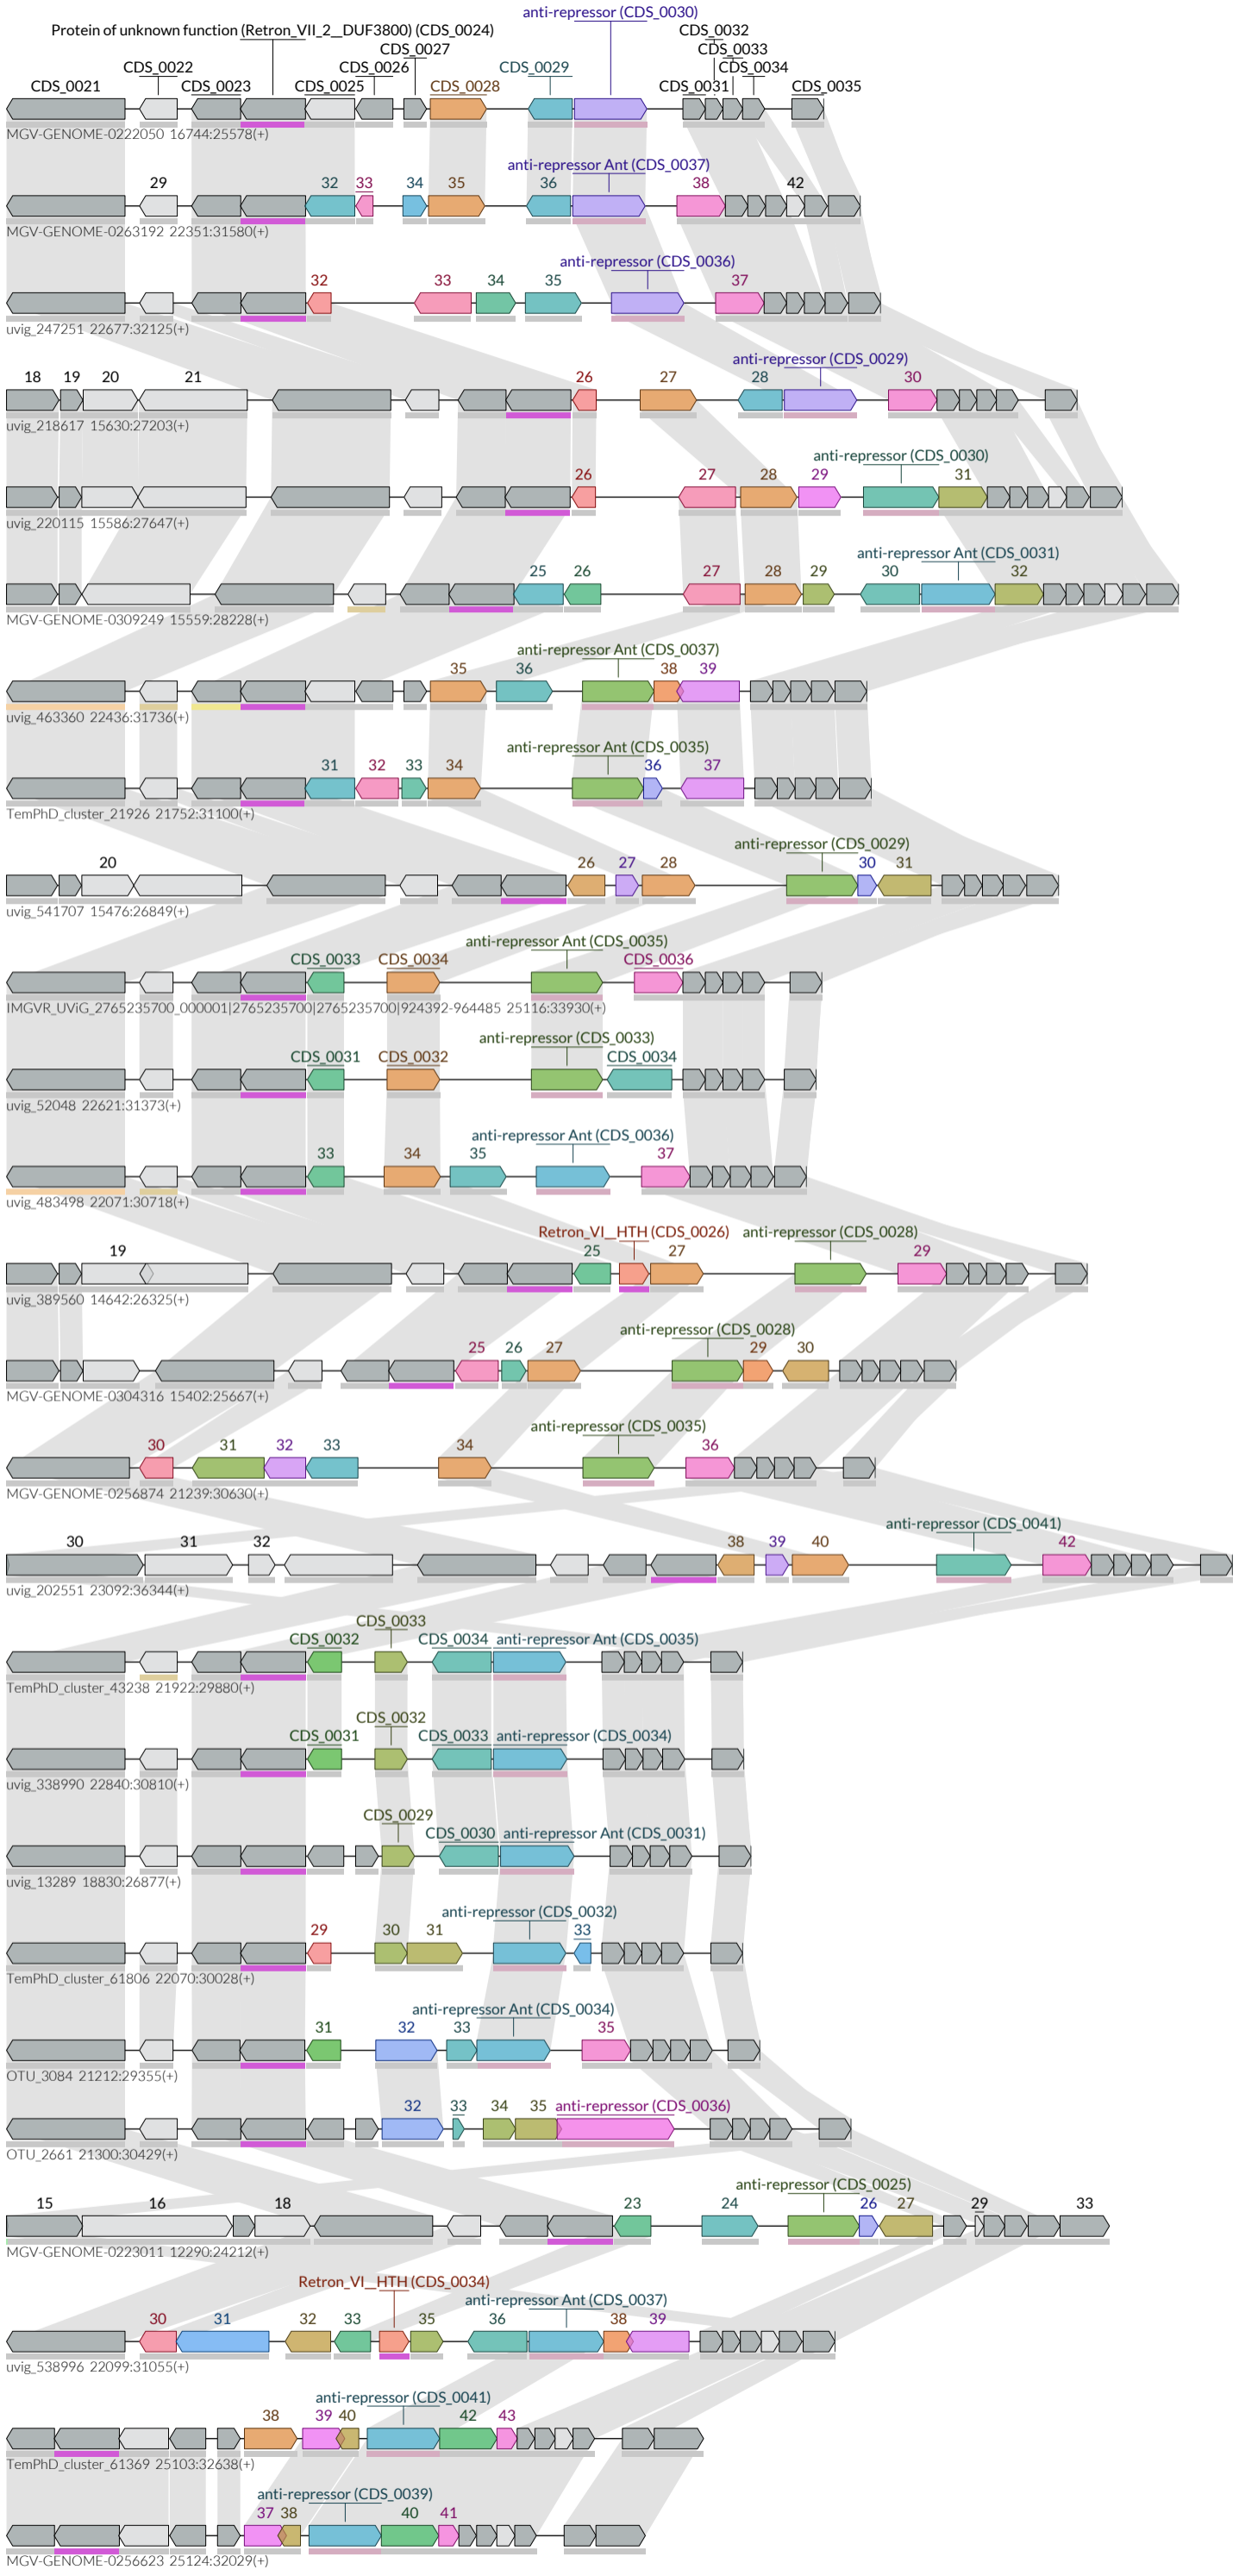 anti-repressor (CDS_0030)
Protein of unknown function (Retron_VII_2__DUF3800) (CDS_0024) CDS_0032
CDS_0027 CDS_0033
CDS_0022 CDS_0026 CDS_0029 CDS_0034
CDS_0021 CDS_0023 CDS_0025 CDS_0028 CDS_0031 CDS_0035
MGV-GENOME-0222050 16744:25578(+)
anti-repressor Ant (CDS_0037)
29 32 33 34 35 36 38 42
MGV-GENOME-0263192 22351:31580(+)
anti-repressor (CDS_0036)
32 33 34 35 37
uvig_247251 22677:32125(+)
anti-repressor (CDS_0029)
18 19 20 21 26 27 28 30
uvig_218617 15630:27203(+)
anti-repressor (CDS_0030)
26 27 28 29 31
uvig_220115 15586:27647(+)
anti-repressor Ant (CDS_0031)
25 26 27 28 29 30 32
MGV-GENOME-0309249 15559:28228(+)
anti-repressor Ant (CDS_0037)
35 36 38 39
uvig_463360 22436:31736(+)
anti-repressor Ant (CDS_0035)
31 32 33 34 36 37
TemPhD_cluster_21926 21752:31100(+)
anti-repressor (CDS_0029)
20 26 27 28 30 31
uvig_541707 15476:26849(+)
anti-repressor Ant (CDS_0035)
CDS_0033 CDS_0034 CDS_0036
IMGVR_UViG_2765235700_000001|2765235700|2765235700|924392-964485 25116:33930(+)
anti-repressor (CDS_0033)
CDS_0031 CDS_0032 CDS_0034
uvig_52048 22621:31373(+)
anti-repressor Ant (CDS_0036)
33 34 35 37
uvig_483498 22071:30718(+)
Retron_VI__HTH (CDS_0026) anti-repressor (CDS_0028)
19 25 27 29
uvig_389560 14642:26325(+)
anti-repressor (CDS_0028)
25 26 27 29 30
MGV-GENOME-0304316 15402:25667(+)
anti-repressor (CDS_0035)
30 31 32 33 34 36
MGV-GENOME-0256874 21239:30630(+)
anti-repressor (CDS_0041)
30 31 32 38 39 40 42
uvig_202551 23092:36344(+)
CDS_0033
CDS_0032 CDS_0034 anti-repressor Ant (CDS_0035)
TemPhD_cluster_43238 21922:29880(+)
CDS_0032
CDS_0031 CDS_0033 anti-repressor (CDS_0034)
uvig_338990 22840:30810(+)
CDS_0029
CDS_0030 anti-repressor Ant (CDS_0031)
uvig_13289 18830:26877(+)
anti-repressor (CDS_0032)
29 30 31 33
TemPhD_cluster_61806 22070:30028(+)
anti-repressor Ant (CDS_0034)
31 32 33 35
OTU_3084 21212:29355(+)
32 33 34 35 anti-repressor (CDS_0036)
OTU_2661 21300:30429(+)
anti-repressor (CDS_0025)
15 16 18 23 24 26 27 29 33
MGV-GENOME-0223011 12290:24212(+)
Retron_VI__HTH (CDS_0034)
anti-repressor Ant (CDS_0037)
30 31 32 33 35 36 38 39
uvig_538996 22099:31055(+)
anti-repressor (CDS_0041)
38 39 40 42 43
TemPhD_cluster_61369 25103:32638(+)
anti-repressor (CDS_0039)
37 38 40 41
MGV-GENOME-0256623 25124:32029(+)